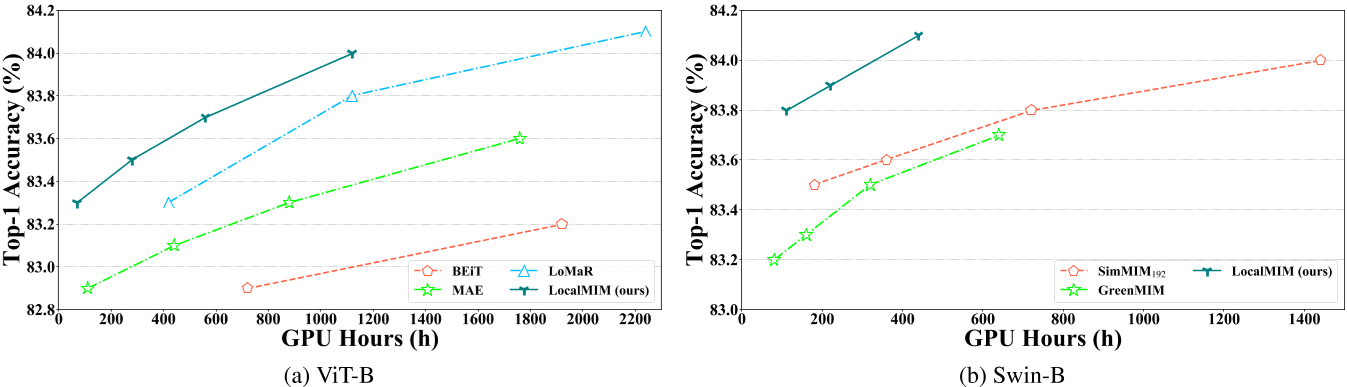 84.2
84.0
83.8
83.6
83.4
83.2
83.0
82.8
Top-1 Accuracy (%)
0 200 400 600 800 1000 1200 1400 1600 1800 2000 2200
GPU Hours (h)
BEiT
MAE
LoMaR
LocalMIM (ours)
(a) ViT-B
84.2
84.0
83.8
83.6
83.4
83.2
83.0
Top-1 Accuracy (%)
0 200 400 600 800 1000 1200 1400
GPU Hours (h)
SimMIM₁₉₂
GreenMIM
LocalMIM (ours)
(b) Swin-B